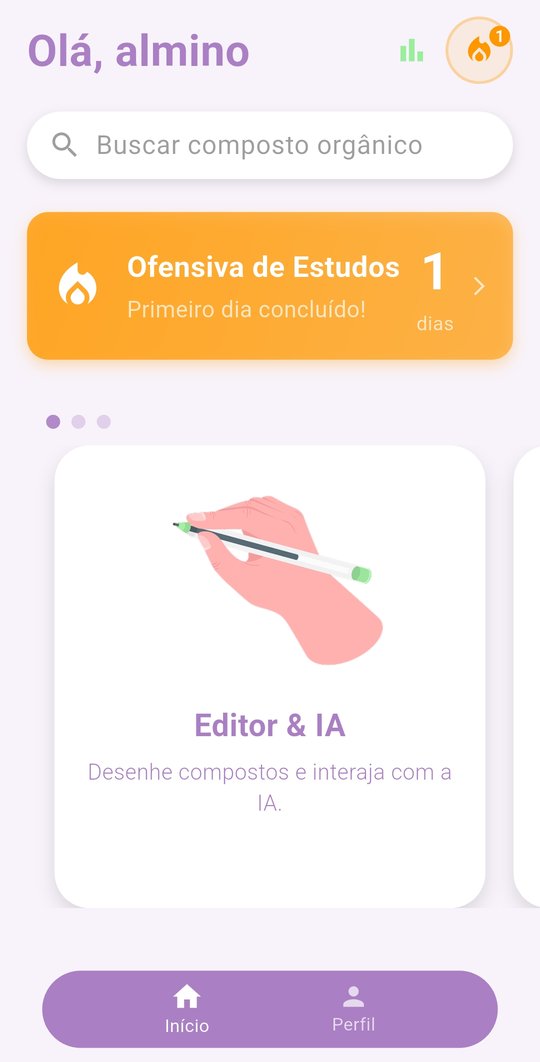 Olá, almino
1
Buscar composto orgânico
Ofensiva de Estudos
1
Primeiro dia concluído!
dias
Editor & IA
Desenhe compostos e interaja com a
IA.
Início
Perfil